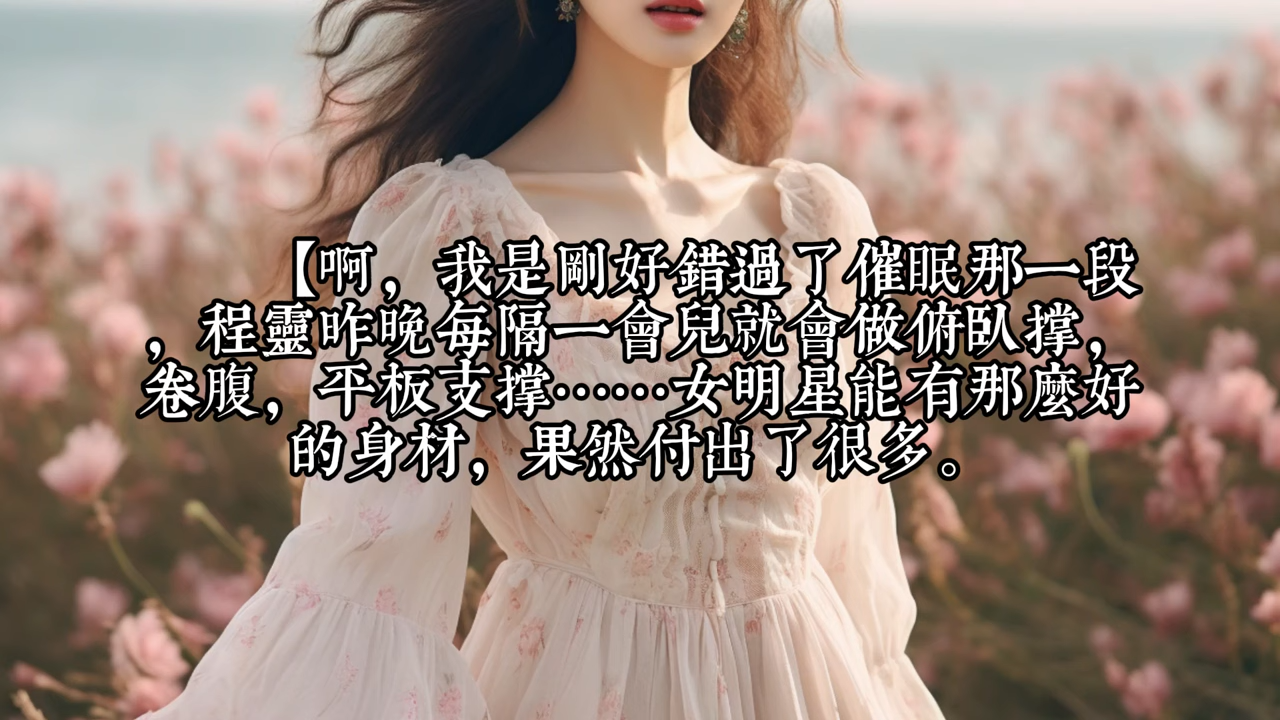 【啊，我是剛好錯過了催眠那一段
，程靈昨晚每隔一會兒就會做俯臥撐，
卷腹，平板支撐……女明星能有那麼好
的身材，果然付出了很多。